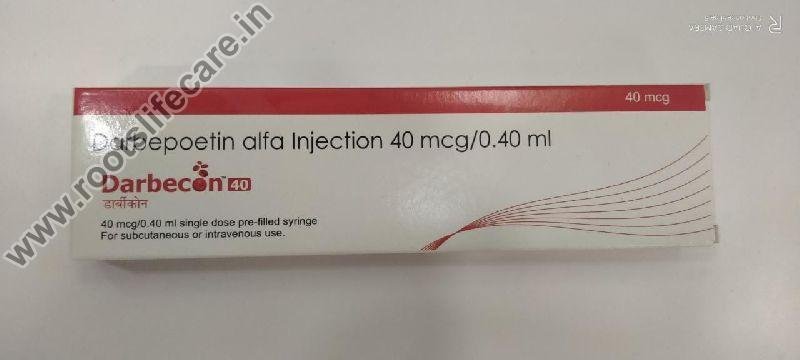 40 mcg
Darbepoetin alfa Injection 40 mcg/0.40 ml
Darbecon™ 40
डार्बीकोन
40 mcg/0.40 ml single dose pre-filled syringe
For subcutaneous or intravenous use.
www.rootslifecare.in